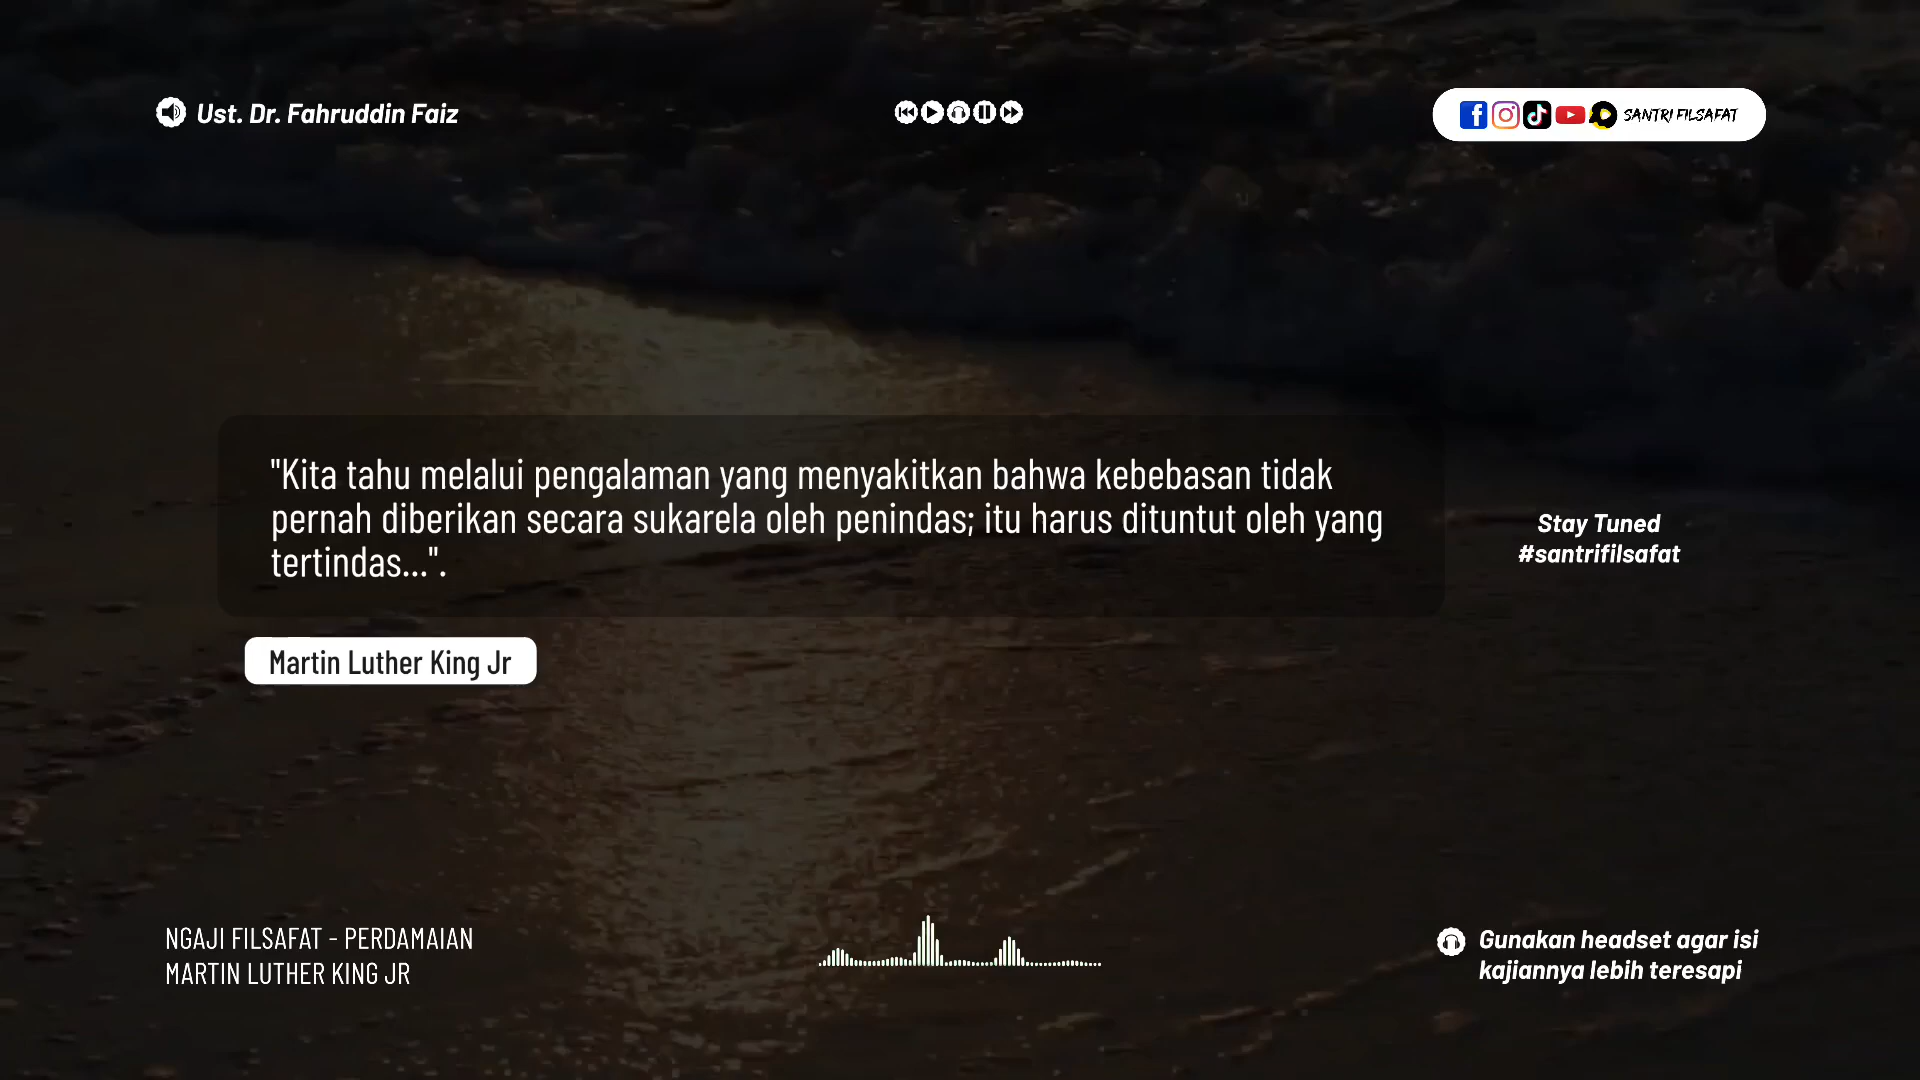 Ust. Dr. Fahruddin Faiz
SANTRI FILSAFAT
"Kita tahu melalui pengalaman yang menyakitkan bahwa kebebasan tidak
pernah diberikan secara sukarela oleh penindas; itu harus dituntut oleh yang
tertindas...".
Martin Luther King Jr
Stay Tuned
#santrifilsafat
NGAJI FILSAFAT - PERDAMAIAN
MARTIN LUTHER KING JR
Gunakan headset agar isi
kajiannya lebih teresapi